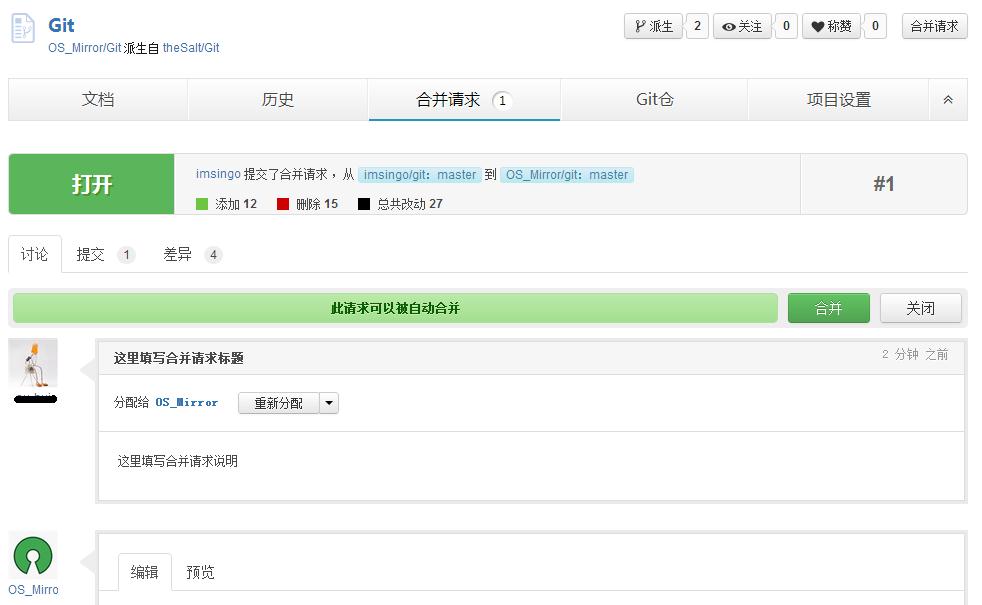 Git
OS_Mirror/Git 派生自 theSalt/Git
派生 2 关注 0 称赞 0 合并请求
文档 历史 合并请求 1 Git仓 项目设置
打开
imsingo 提交了合并请求，从 imsingo/git：master 到 OS_Mirror/git：master
添加 12 删除 15 总共改动 27
#1
讨论 提交 1 差异 4
此请求可以被自动合并 合并 关闭
这里填写合并请求标题 2 分钟 之前
分配给 OS_Mirror 重新分配
这里填写合并请求说明
编辑 预览
OS_Mirro